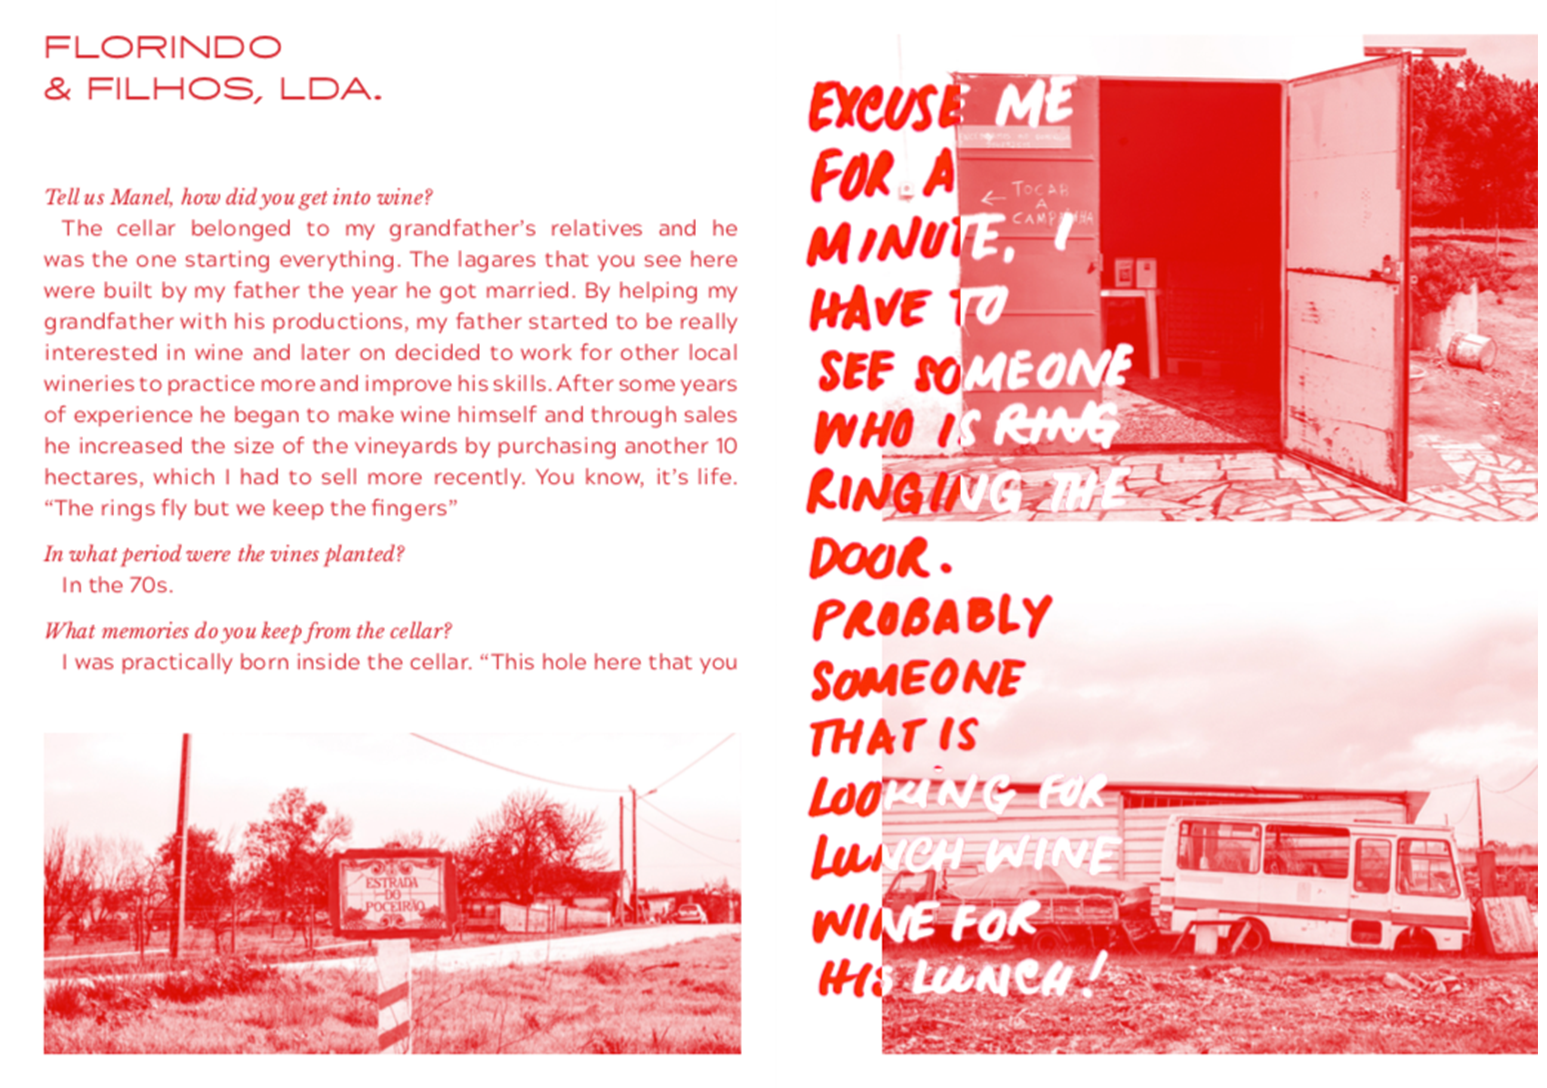 FLORINDO
& FILHOS, LDA.
Tell us Manel, how did you get into wine?
The cellar belonged to my grandfather's relatives and he
was the one starting everything. The lagares that you see here
were built by my father the year he got married. By helping my
grandfather with his productions, my father started to be really
interested in wine and later on decided to work for other local
wineries to practice more and improve his skills. After some years
of experience he began to make wine himself and through sales
he increased the size of the vineyards by purchasing another 10
hectares, which I had to sell more recently. You know, it's life.
“The rings fly but we keep the fingers”
In what period were the vines planted?
In the 70s.
What memories do you keep from the cellar?
I was practically born inside the cellar. “This hole here that you
ESTRADA
DO
POCEIRÃO
EXCUSE ME
FOR A
MINUTE, I
HAVE TO
SEE SOMEONE
WHO IS RING
RINGING THE
DOOR.
PROBABLY
SOMEONE
THAT IS
LOOKING FOR
LUNCH WINE
WINE FOR
HIS LUNCH!
← TOCAR
A
CAMPAINHA